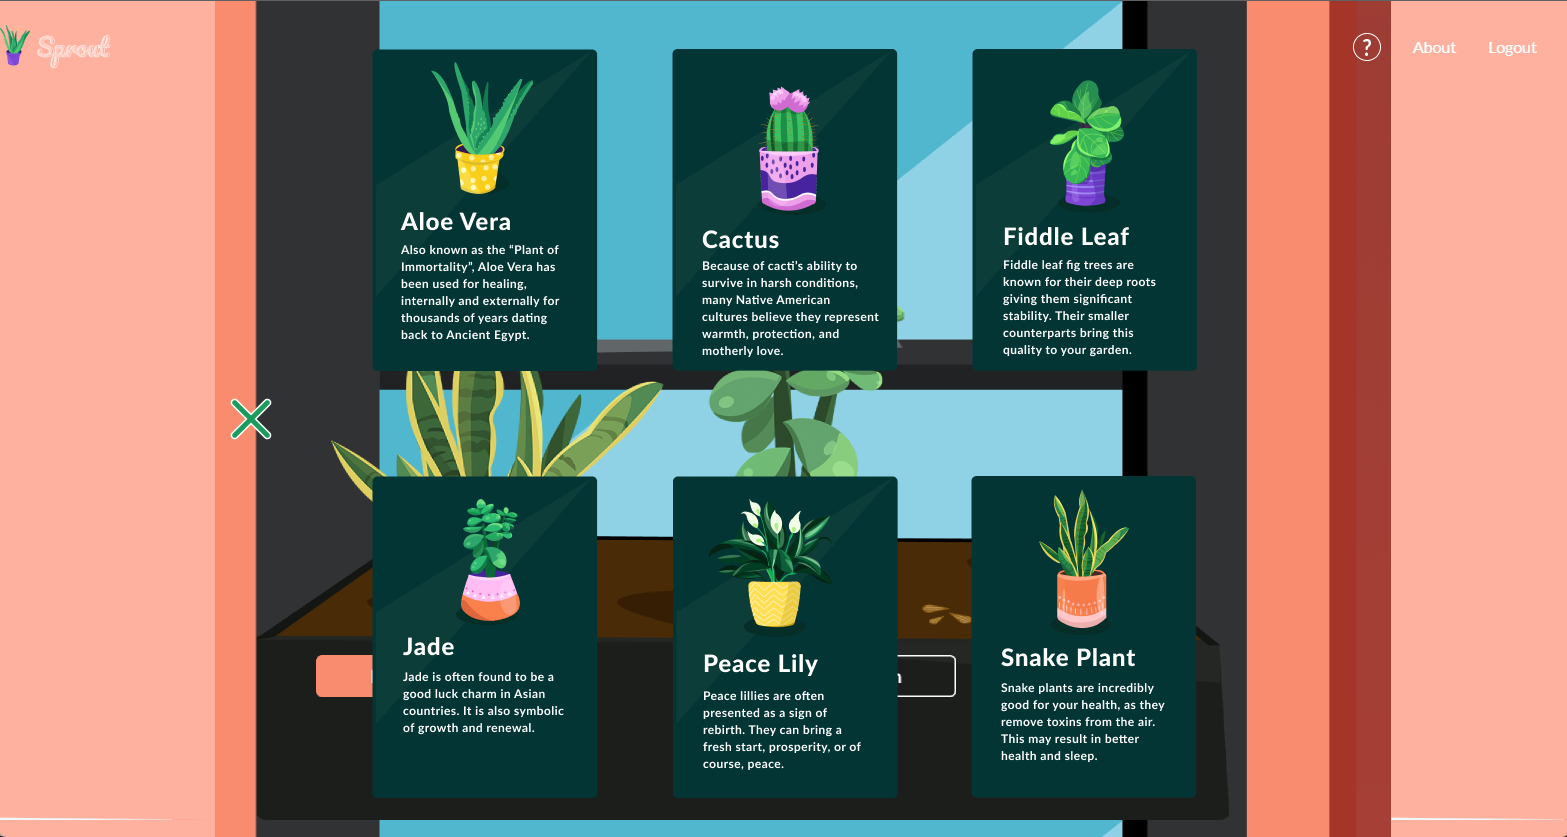 Sprout
?
About
Logout
Aloe Vera
Also known as the “Plant of
Immortality”, Aloe Vera has
been used for healing,
internally and externally for
thousands of years dating
back to Ancient Egypt.
Cactus
Because of cacti's ability to
survive in harsh conditions,
many Native American
cultures believe they represent
warmth, protection, and
motherly love.
Fiddle Leaf
Fiddle leaf fig trees are
known for their deep roots
giving them significant
stability. Their smaller
counterparts bring this
quality to your garden.
Jade
Jade is often found to be a
good luck charm in Asian
countries. It is also symbolic
of growth and renewal.
Peace Lily
Peace lillies are often
presented as a sign of
rebirth. They can bring a
fresh start, prosperity, or of
course, peace.
Snake Plant
Snake plants are incredibly
good for your health, as they
remove toxins from the air.
This may result in better
health and sleep.